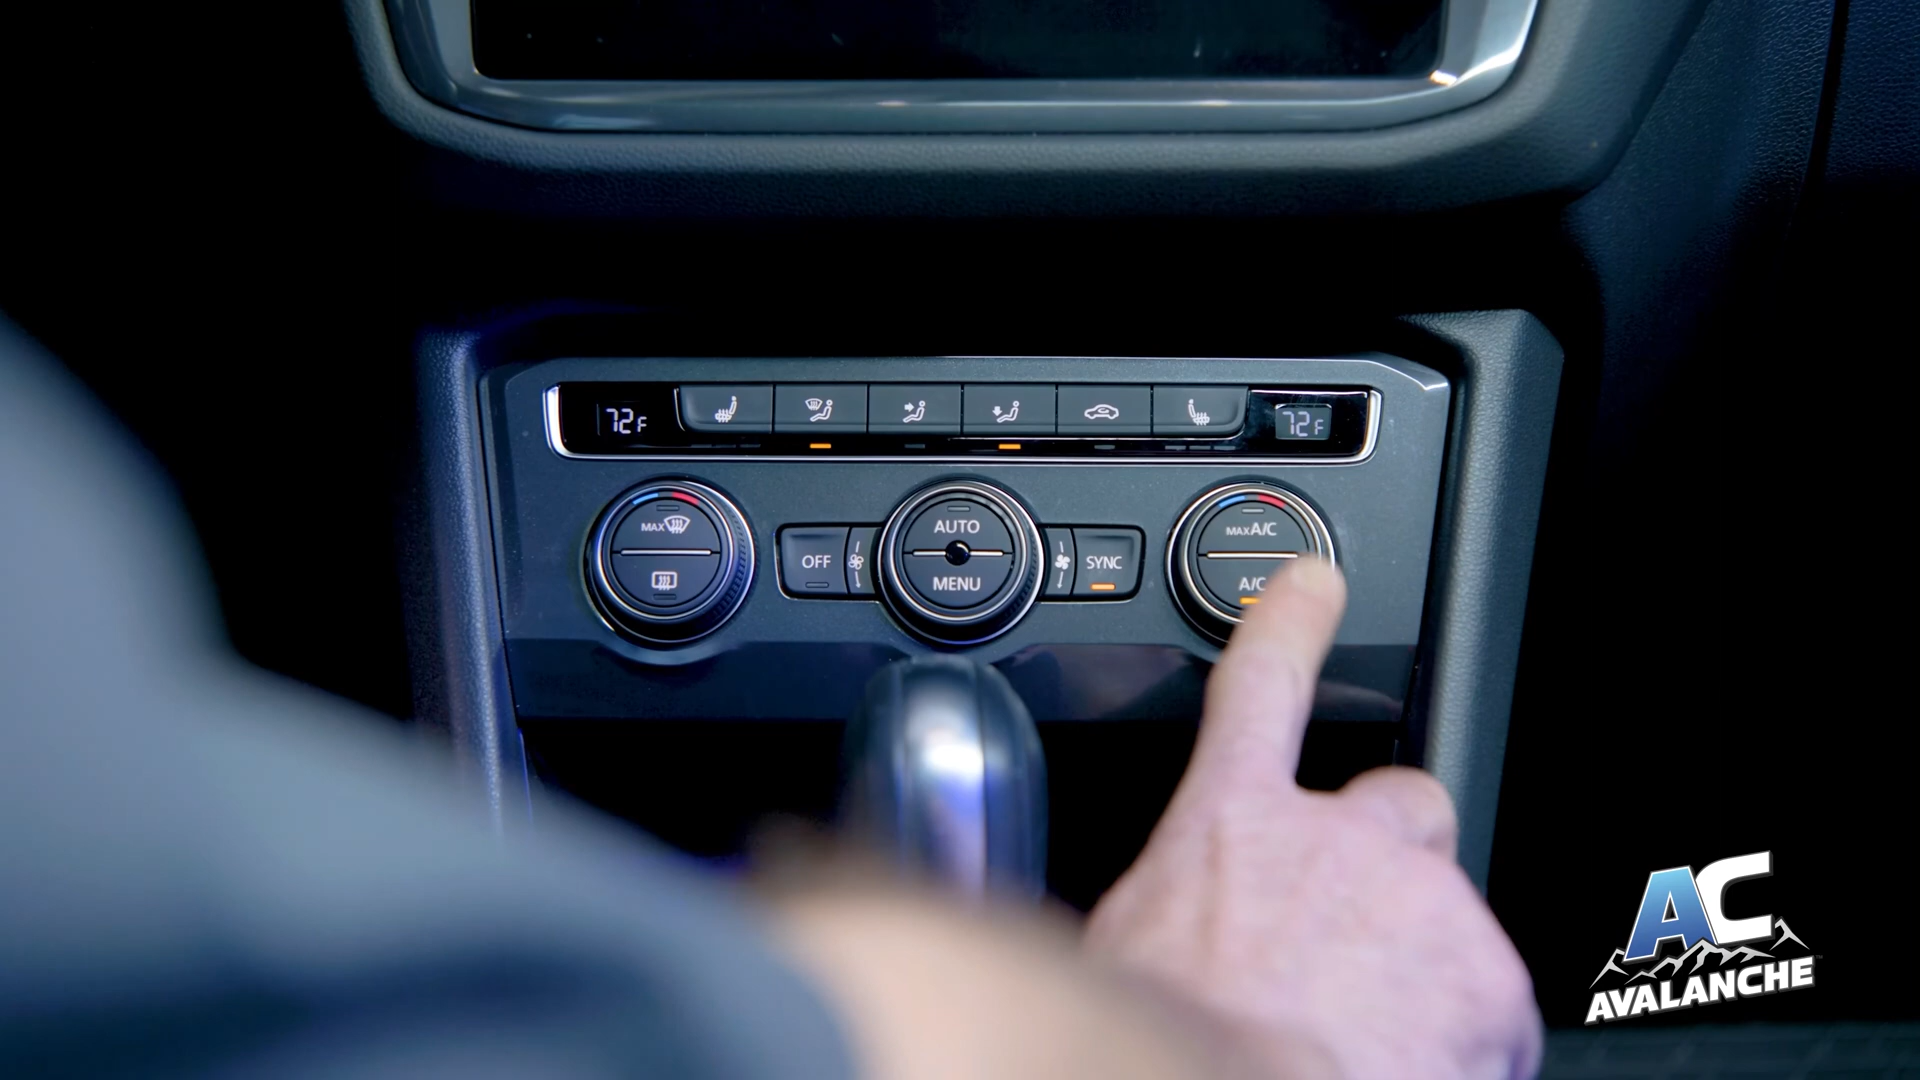 72F
72F
MAX
AUTO
MAX A/C
OFF
SYNC
MENU
A/C
AC
AVALANCHE